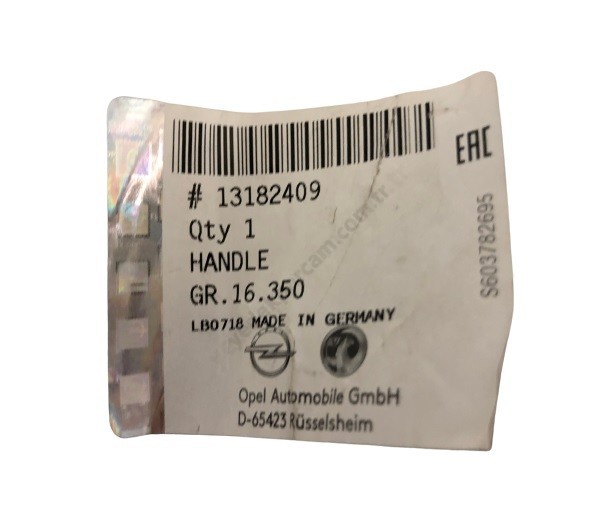 # 13182409
Qty 1
HANDLE
GR.16.350
LB0718 MADE IN GERMANY
Opel Automobile GmbH
D-65423 Rüsselsheim
EAC
S603782695